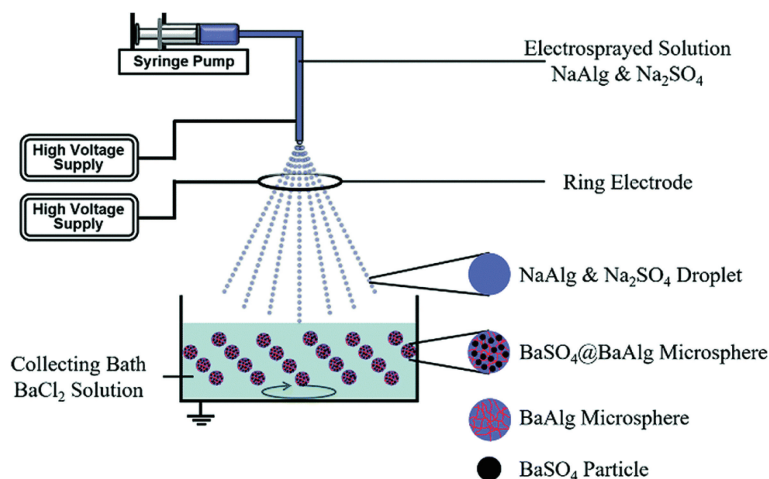 Syringe Pump
Electrosprayed Solution
NaAlg & Na₂SO₄
High Voltage
Supply
High Voltage
Supply
Ring Electrode
NaAlg & Na₂SO₄ Droplet
Collecting Bath
BaCl₂ Solution
BaSO₄@BaAlg Microsphere
BaAlg Microsphere
BaSO₄ Particle